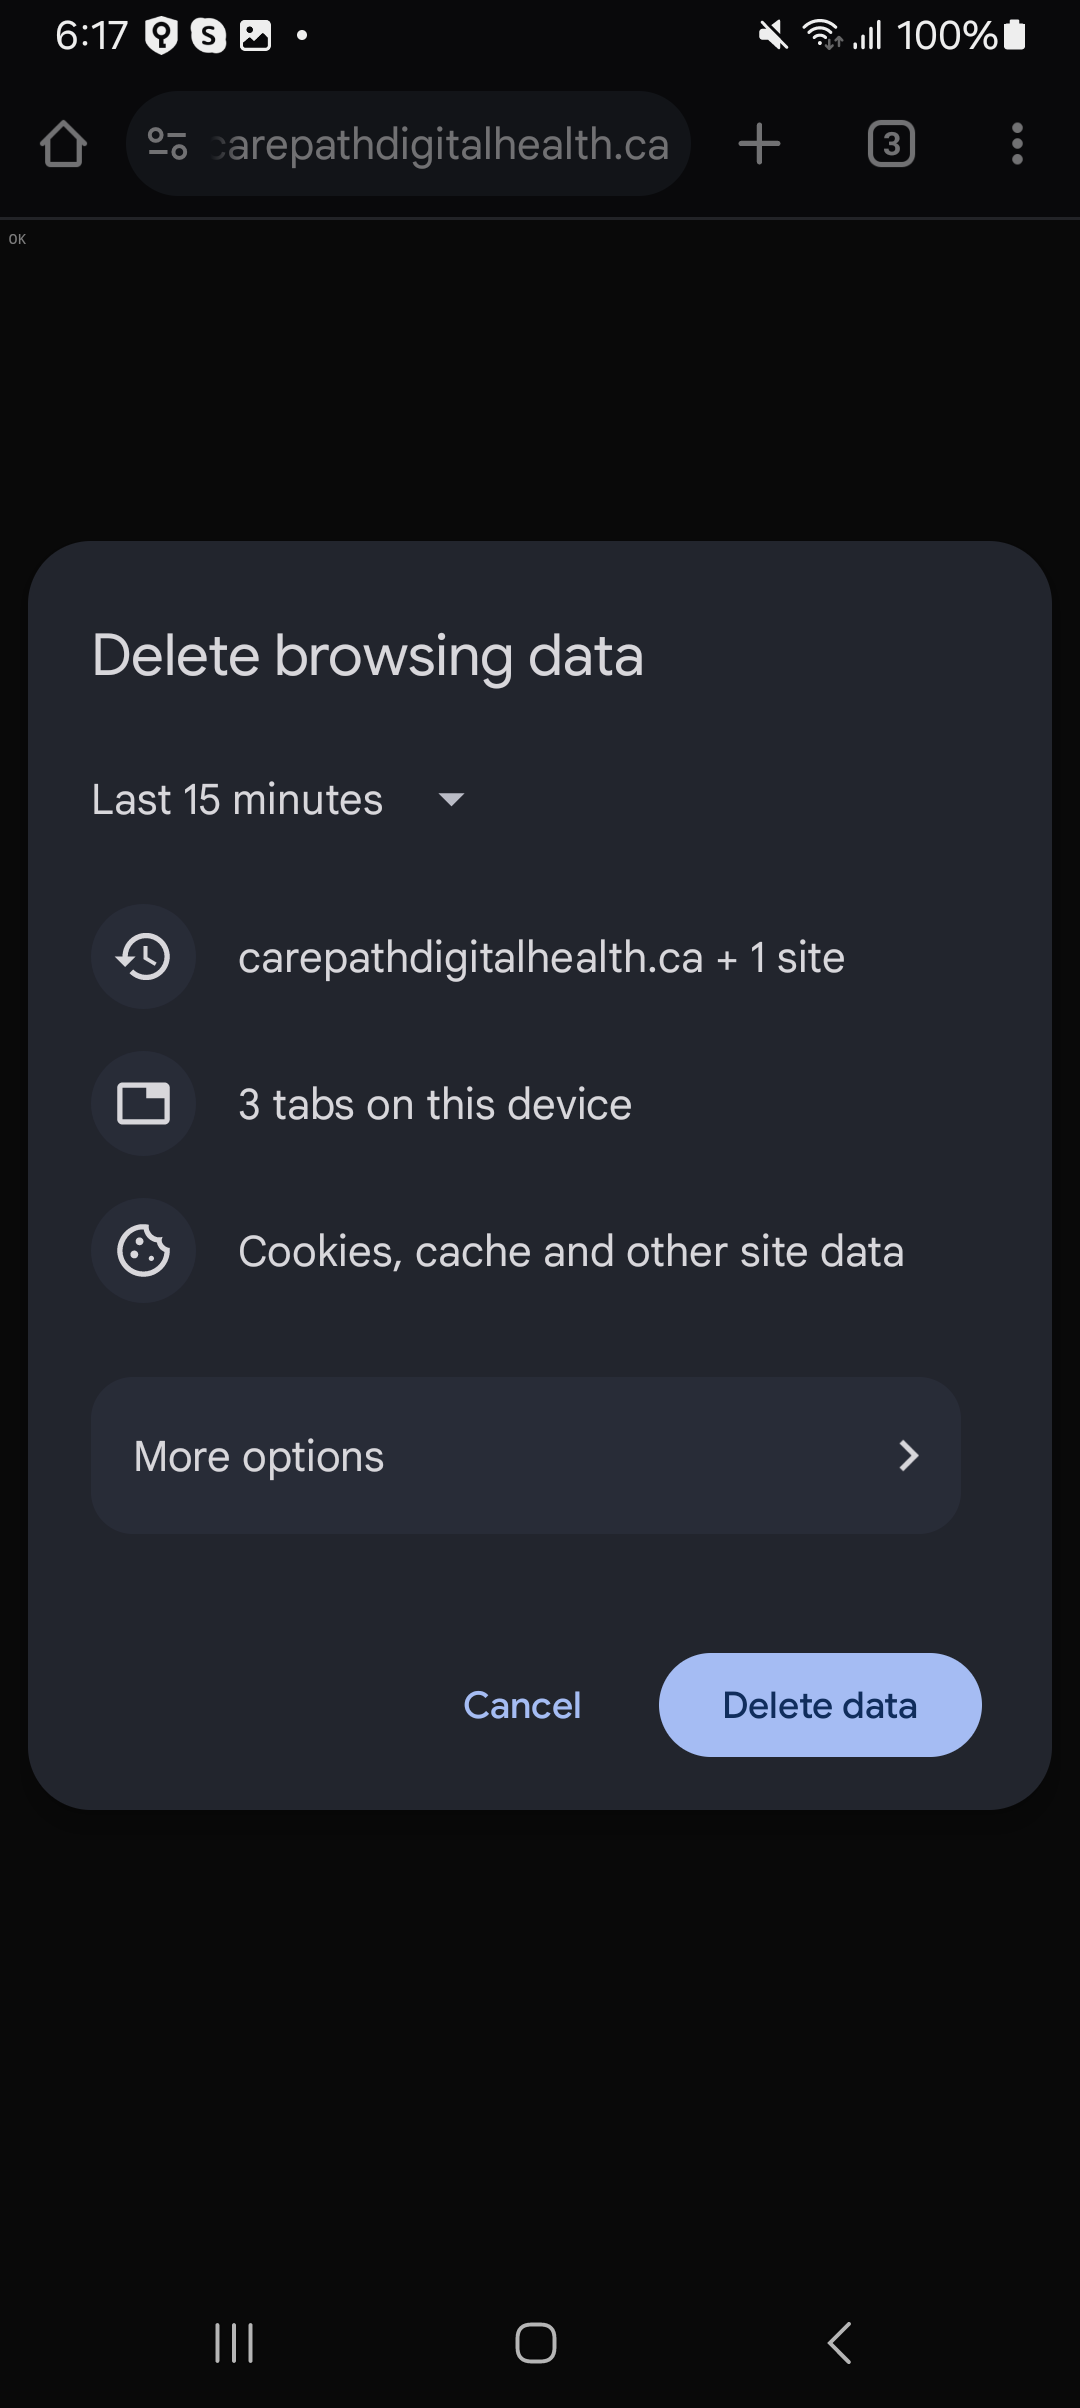 6:17 S 100%
carepathdigitalhealth.ca 3
OK
Delete browsing data
Last 15 minutes
carepathdigitalhealth.ca + 1 site
3 tabs on this device
Cookies, cache and other site data
More options
Cancel Delete data